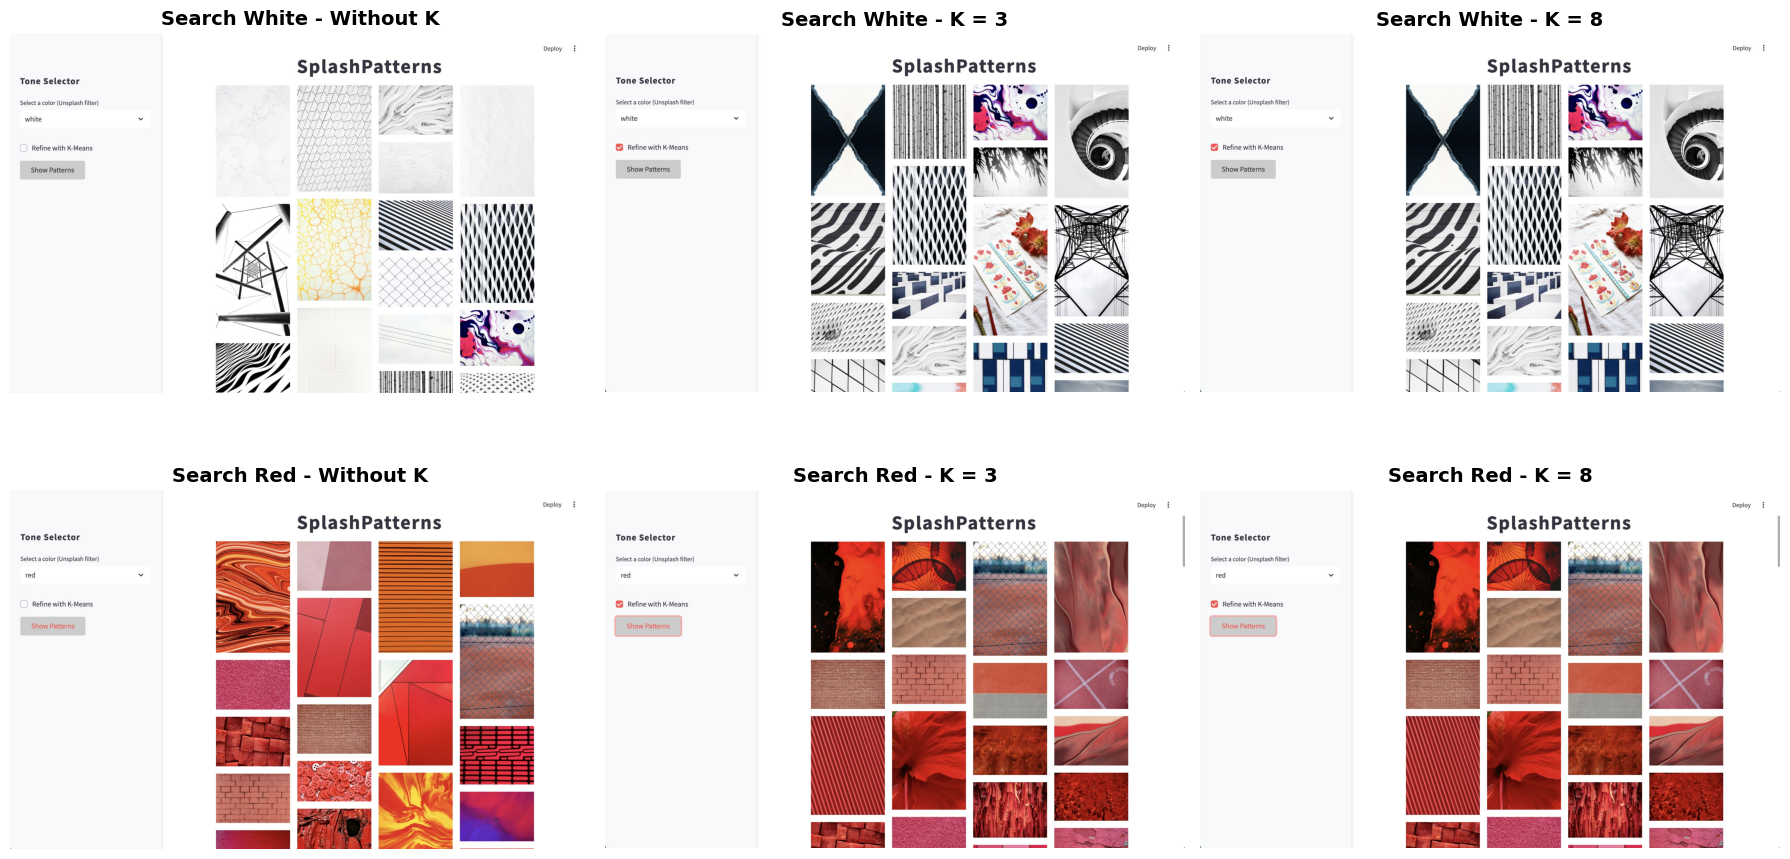 Search White - Without K
Deploy
SplashPatterns
Tone Selector
Select a color (Unsplash filter)
white
Refine with K-Means
Show Patterns
Search White - K = 3
Deploy
SplashPatterns
Tone Selector
Select a color (Unsplash filter)
white
Refine with K-Means
Show Patterns
Search White - K = 8
Deploy
SplashPatterns
Tone Selector
Select a color (Unsplash filter)
white
Refine with K-Means
Show Patterns
Search Red - Without K
Deploy
SplashPatterns
Tone Selector
Select a color (Unsplash filter)
red
Refine with K-Means
Show Patterns
Search Red - K = 3
Deploy
SplashPatterns
Tone Selector
Select a color (Unsplash filter)
red
Refine with K-Means
Show Patterns
Search Red - K = 8
Deploy
SplashPatterns
Tone Selector
Select a color (Unsplash filter)
red
Refine with K-Means
Show Patterns